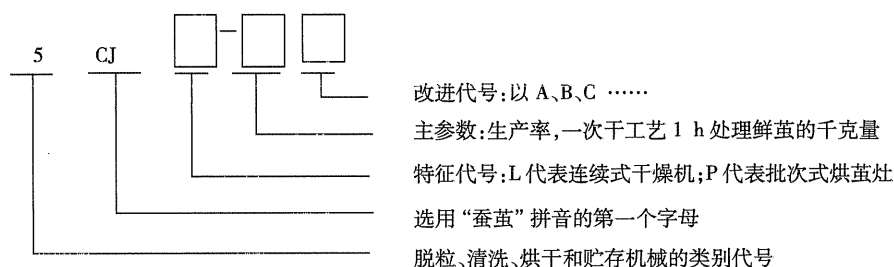 5 CJ □-□ □
改进代号:以 A、B、C ……
主参数:生产率,一次干工艺 1 h 处理鲜茧的千克量
特征代号:L 代表连续式干燥机;P 代表批次式烘茧灶
选用“蚕茧”拼音的第一个字母
脱粒、清洗、烘干和贮存机械的类别代号